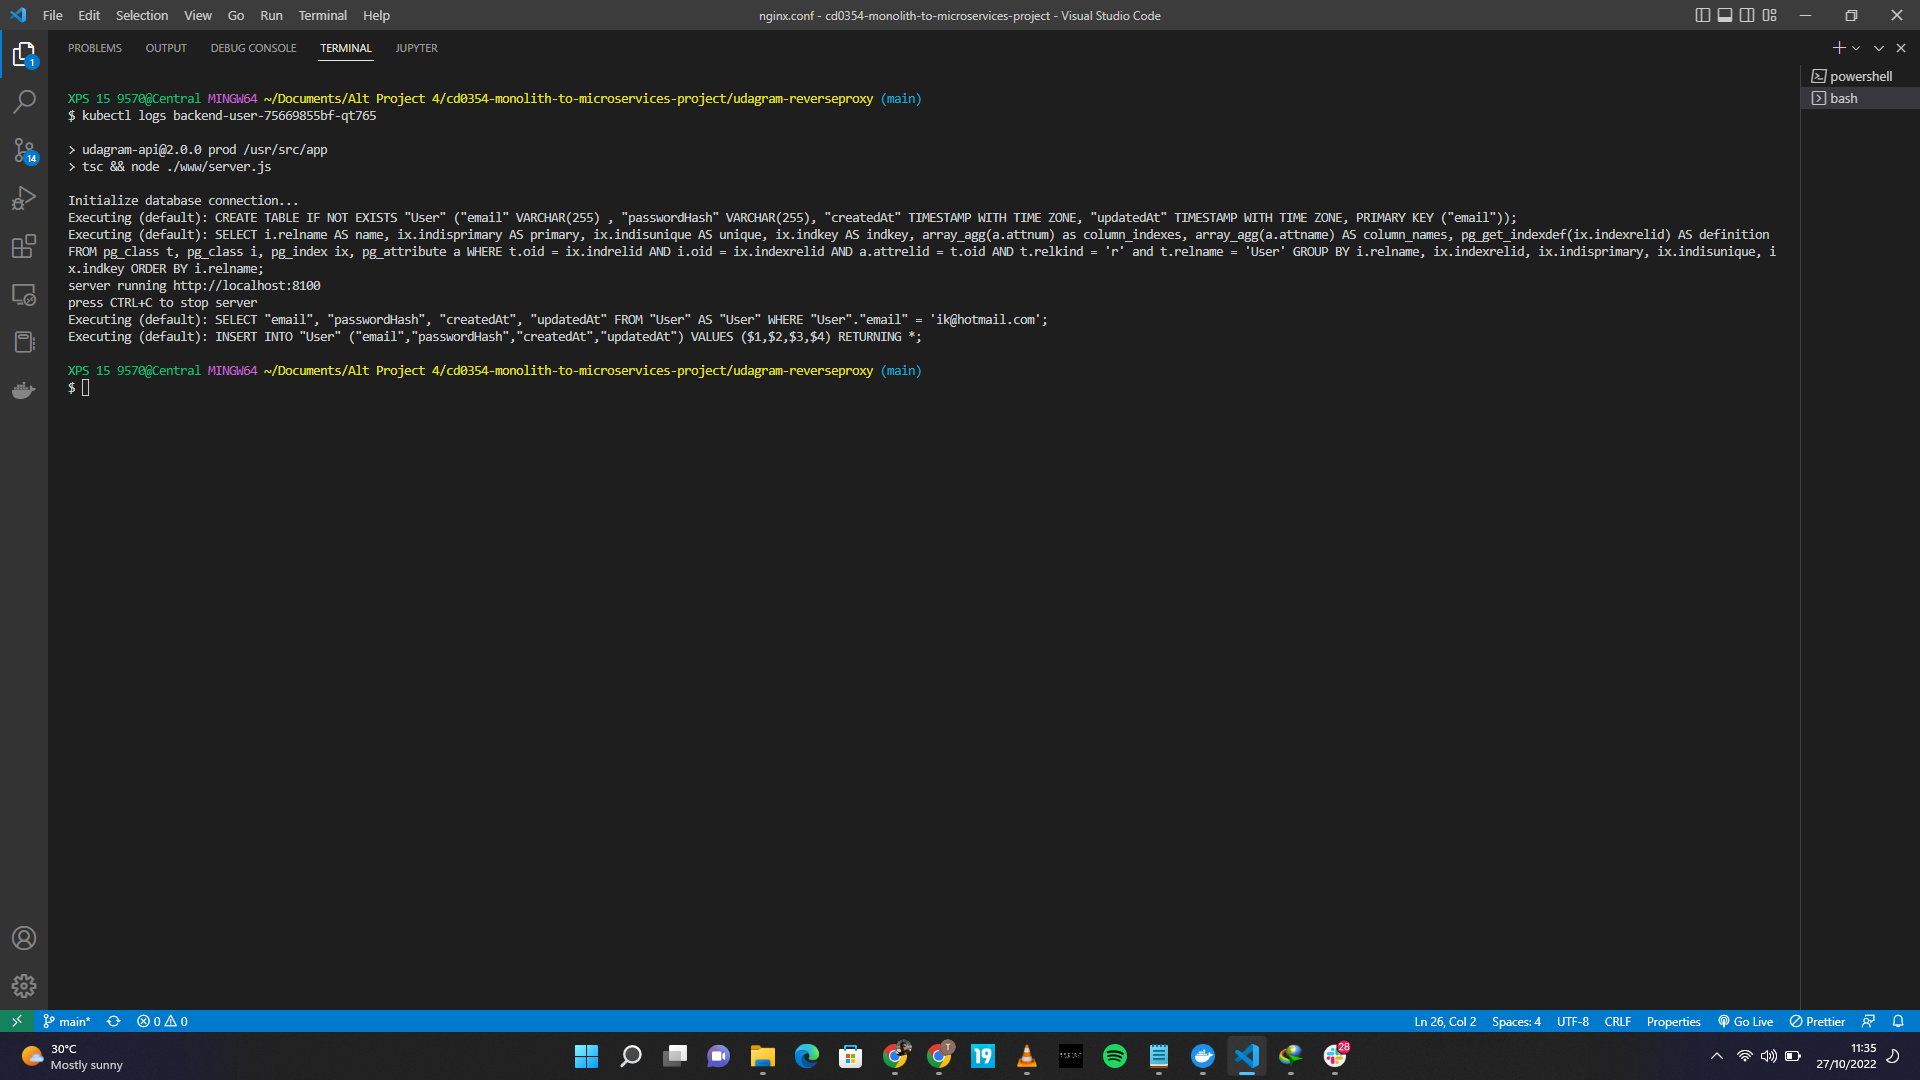 File Edit Selection View Go Run Terminal Help
nginx.conf - cd0354-monolith-to-microservices-project - Visual Studio Code
PROBLEMS OUTPUT DEBUG CONSOLE TERMINAL JUPYTER
1
14
powershell
bash
XPS 15 9570@Central MINGW64 ~/Documents/Alt Project 4/cd0354-monolith-to-microservices-project/udagram-reverseproxy (main)
$ kubectl logs backend-user-75669855bf-qt765
> udagram-api@2.0.0 prod /usr/src/app
> tsc && node ./www/server.js
Initialize database connection...
Executing (default): CREATE TABLE IF NOT EXISTS "User" ("email" VARCHAR(255) , "passwordHash" VARCHAR(255), "createdAt" TIMESTAMP WITH TIME ZONE, "updatedAt" TIMESTAMP WITH TIME ZONE, PRIMARY KEY ("email"));
Executing (default): SELECT i.relname AS name, ix.indisprimary AS primary, ix.indisunique AS unique, ix.indkey AS indkey, array_agg(a.attnum) as column_indexes, array_agg(a.attname) AS column_names, pg_get_indexdef(ix.indexrelid) AS definition
FROM pg_class t, pg_class i, pg_index ix, pg_attribute a WHERE t.oid = ix.indrelid AND i.oid = ix.indexrelid AND a.attrelid = t.oid AND t.relkind = 'r' and t.relname = 'User' GROUP BY i.relname, ix.indexrelid, ix.indisprimary, ix.indisunique, i
x.indkey ORDER BY i.relname;
server running http://localhost:8100
press CTRL+C to stop server
Executing (default): SELECT "email", "passwordHash", "createdAt", "updatedAt" FROM "User" AS "User" WHERE "User"."email" = 'ik@hotmail.com';
Executing (default): INSERT INTO "User" ("email","passwordHash","createdAt","updatedAt") VALUES ($1,$2,$3,$4) RETURNING *;
XPS 15 9570@Central MINGW64 ~/Documents/Alt Project 4/cd0354-monolith-to-microservices-project/udagram-reverseproxy (main)
$
main* 0 0 Ln 26, Col 2 Spaces: 4 UTF-8 CRLF Properties Go Live Prettier
30°C
Mostly sunny
T
19
28
11:35
27/10/2022